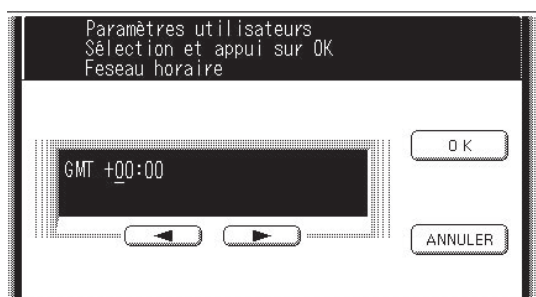 Paramètres utilisateurs
Sélection et appui sur OK
Feseau horaire
OK
GMT +00:00
ANNULER